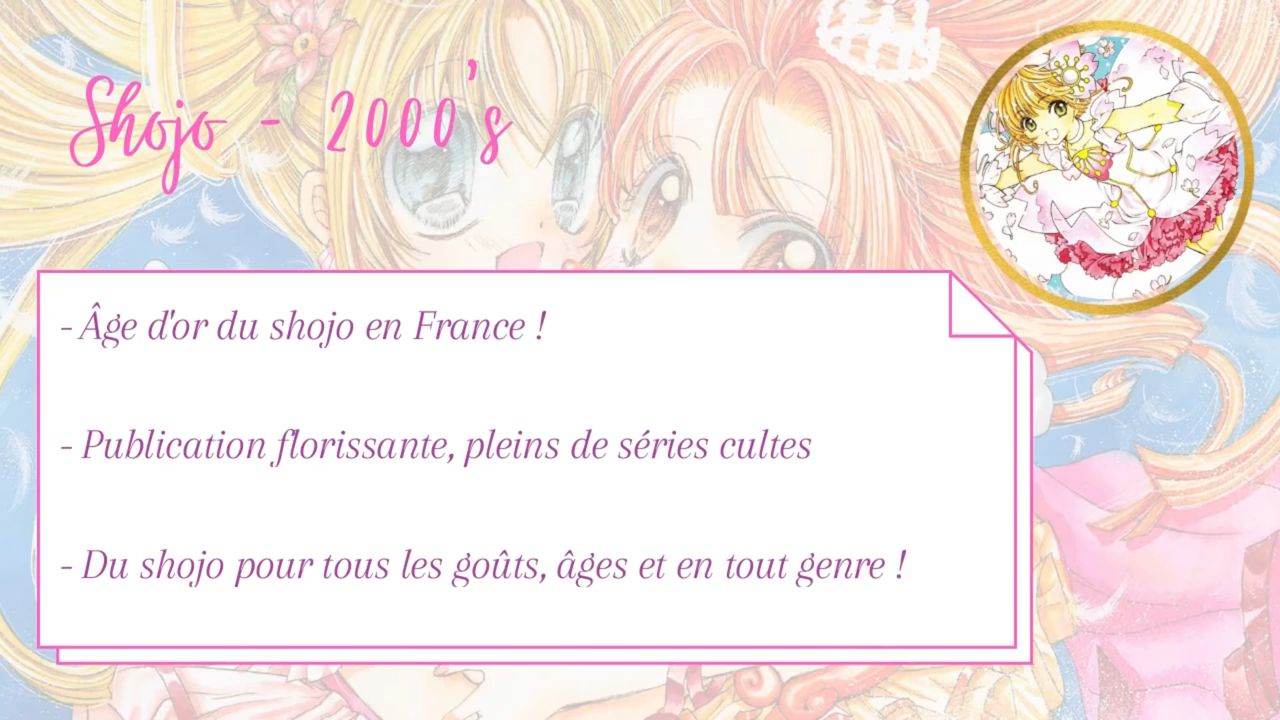 Shojo - 2000's
- Âge d'or du shojo en France !
- Publication florissante, pleins de séries cultes
- Du shojo pour tous les goûts, âges et en tout genre !